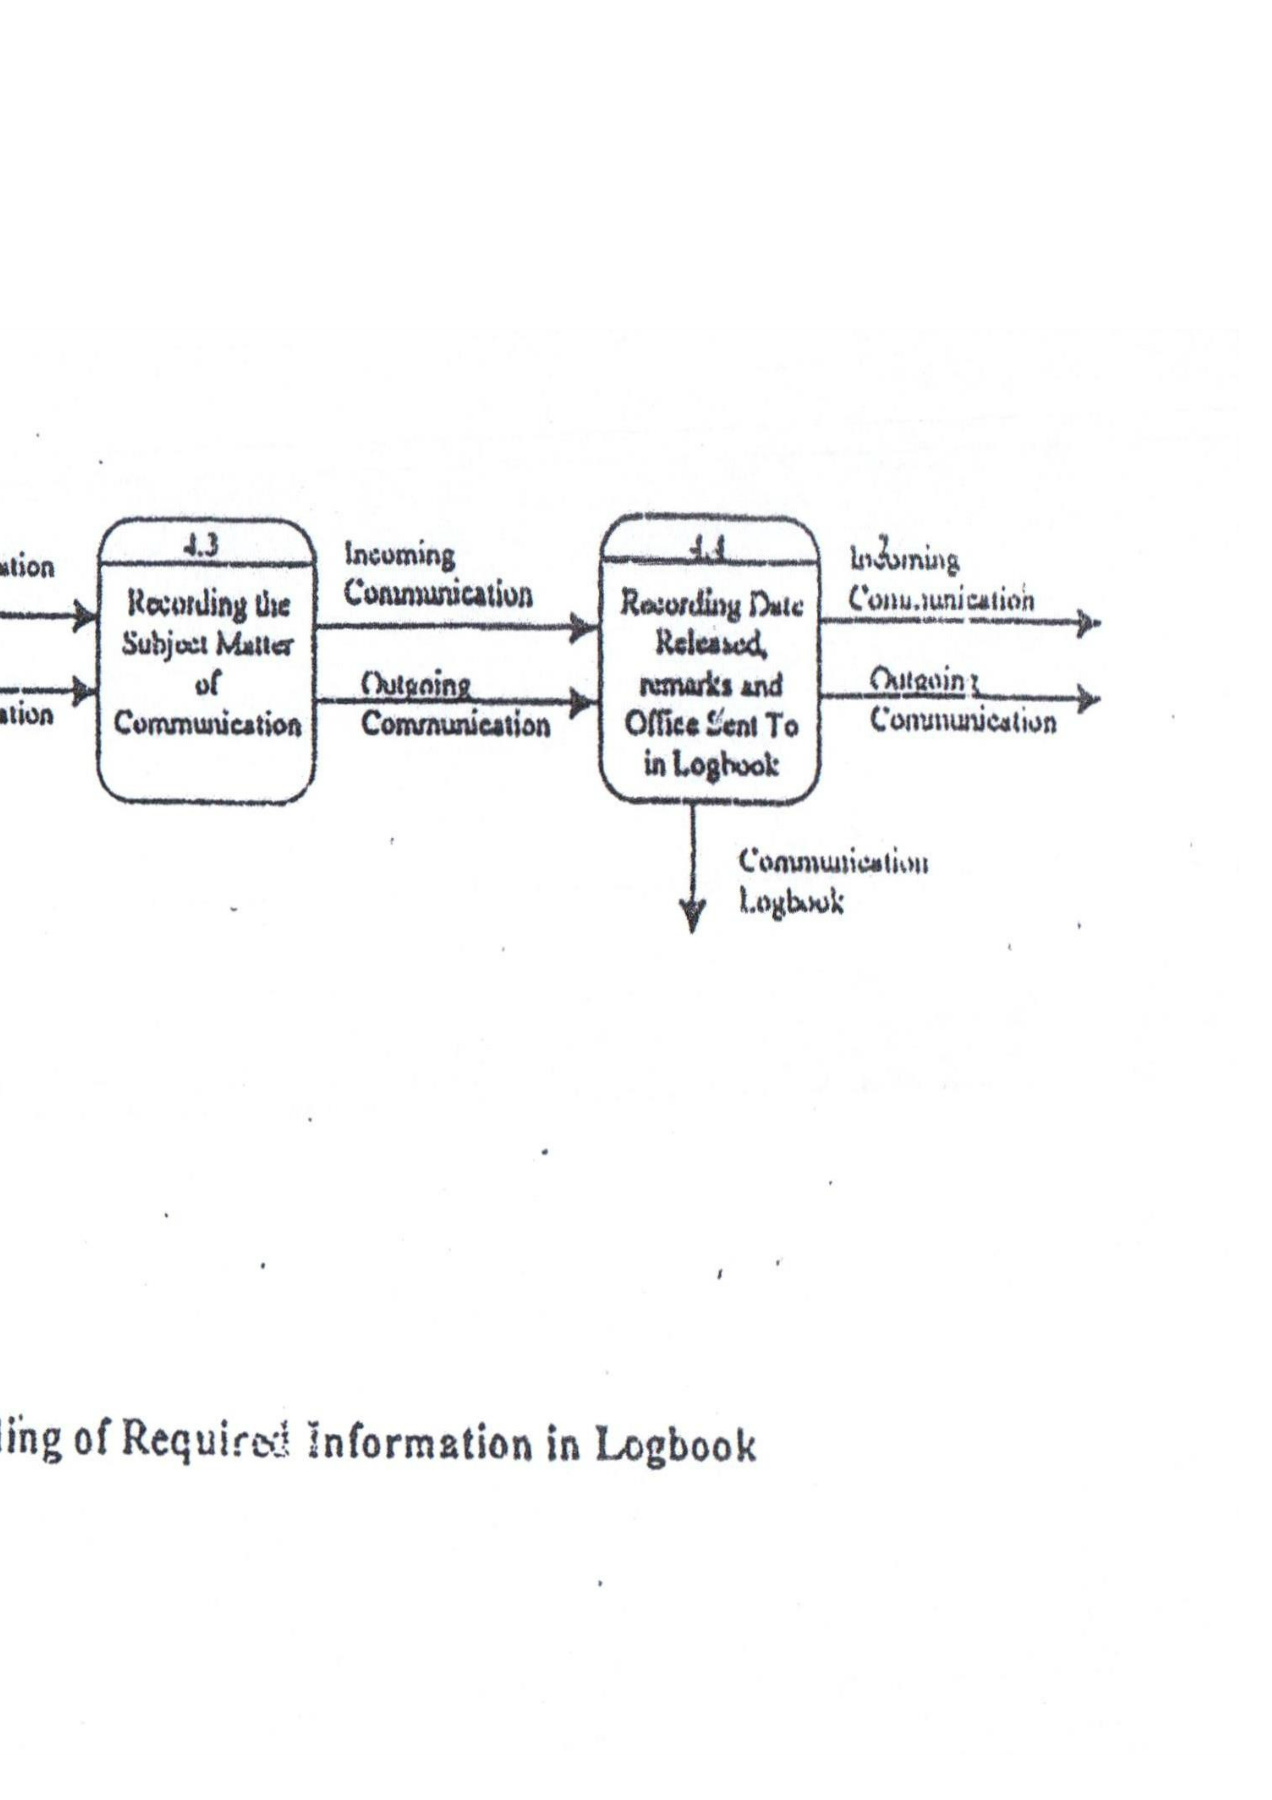 ation
ation
4.3
Recording the
Subject Matter
of
Communication
Incoming
Communication
Outgoing
Communication
4.4
Recording Date
Released,
remarks and
Office Sent To
in Logbook
Incoming
Communication
Outgoing
Communication
Communication
Logbook
ding of Required Information in Logbook